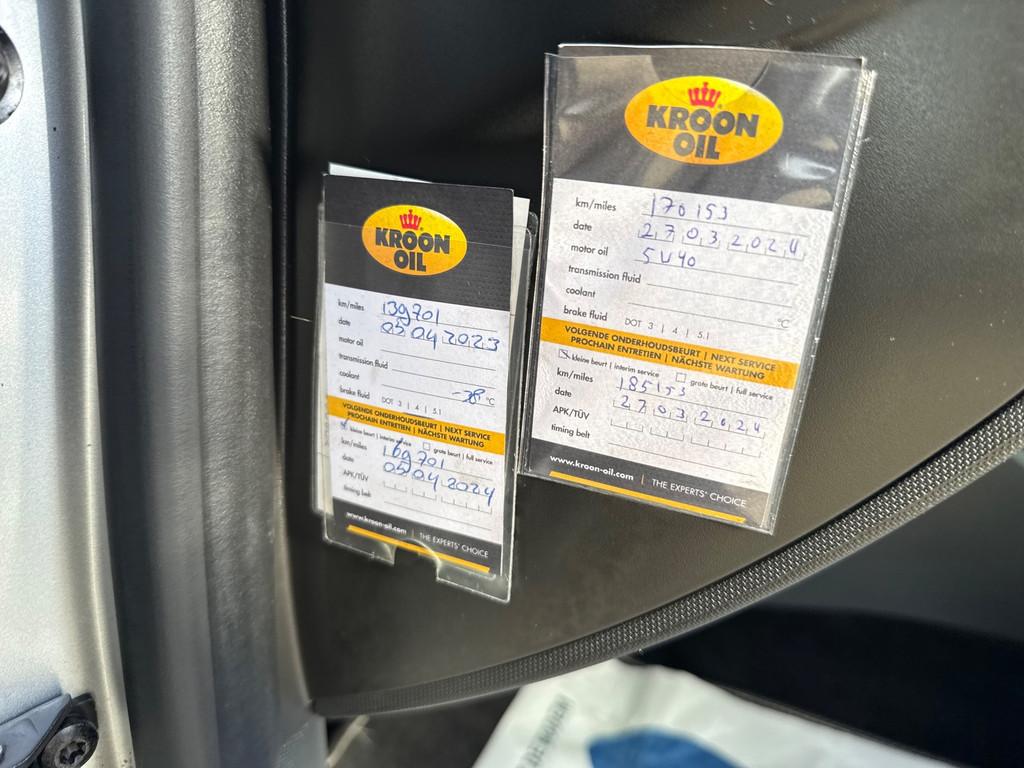 KROON
OIL
km/miles 139701
date 05 04 2023
motor oil
transmission fluid
coolant -38 °C
brake fluid DOT 3 | 4 | 5.1
VOLGENDE ONDERHOUDSBEURT | NEXT SERVICE
PROCHAIN ENTRETIEN | NÄCHSTE WARTUNG
kleine beurt | interim service grote beurt | full service
km/miles 169701
date 05 04 2024
APK/TÜV
timing belt
www.kroon-oil.com | THE EXPERTS' CHOICE
KROON
OIL
km/miles 170153
date 27 03 2024
motor oil 5W40
transmission fluid
coolant °C
brake fluid DOT 3 | 4 | 5.1
VOLGENDE ONDERHOUDSBEURT | NEXT SERVICE
PROCHAIN ENTRETIEN | NÄCHSTE WARTUNG
kleine beurt | interim service grote beurt | full service
km/miles 185153
date 27 03 2024
APK/TÜV
timing belt
www.kroon-oil.com | THE EXPERTS' CHOICE